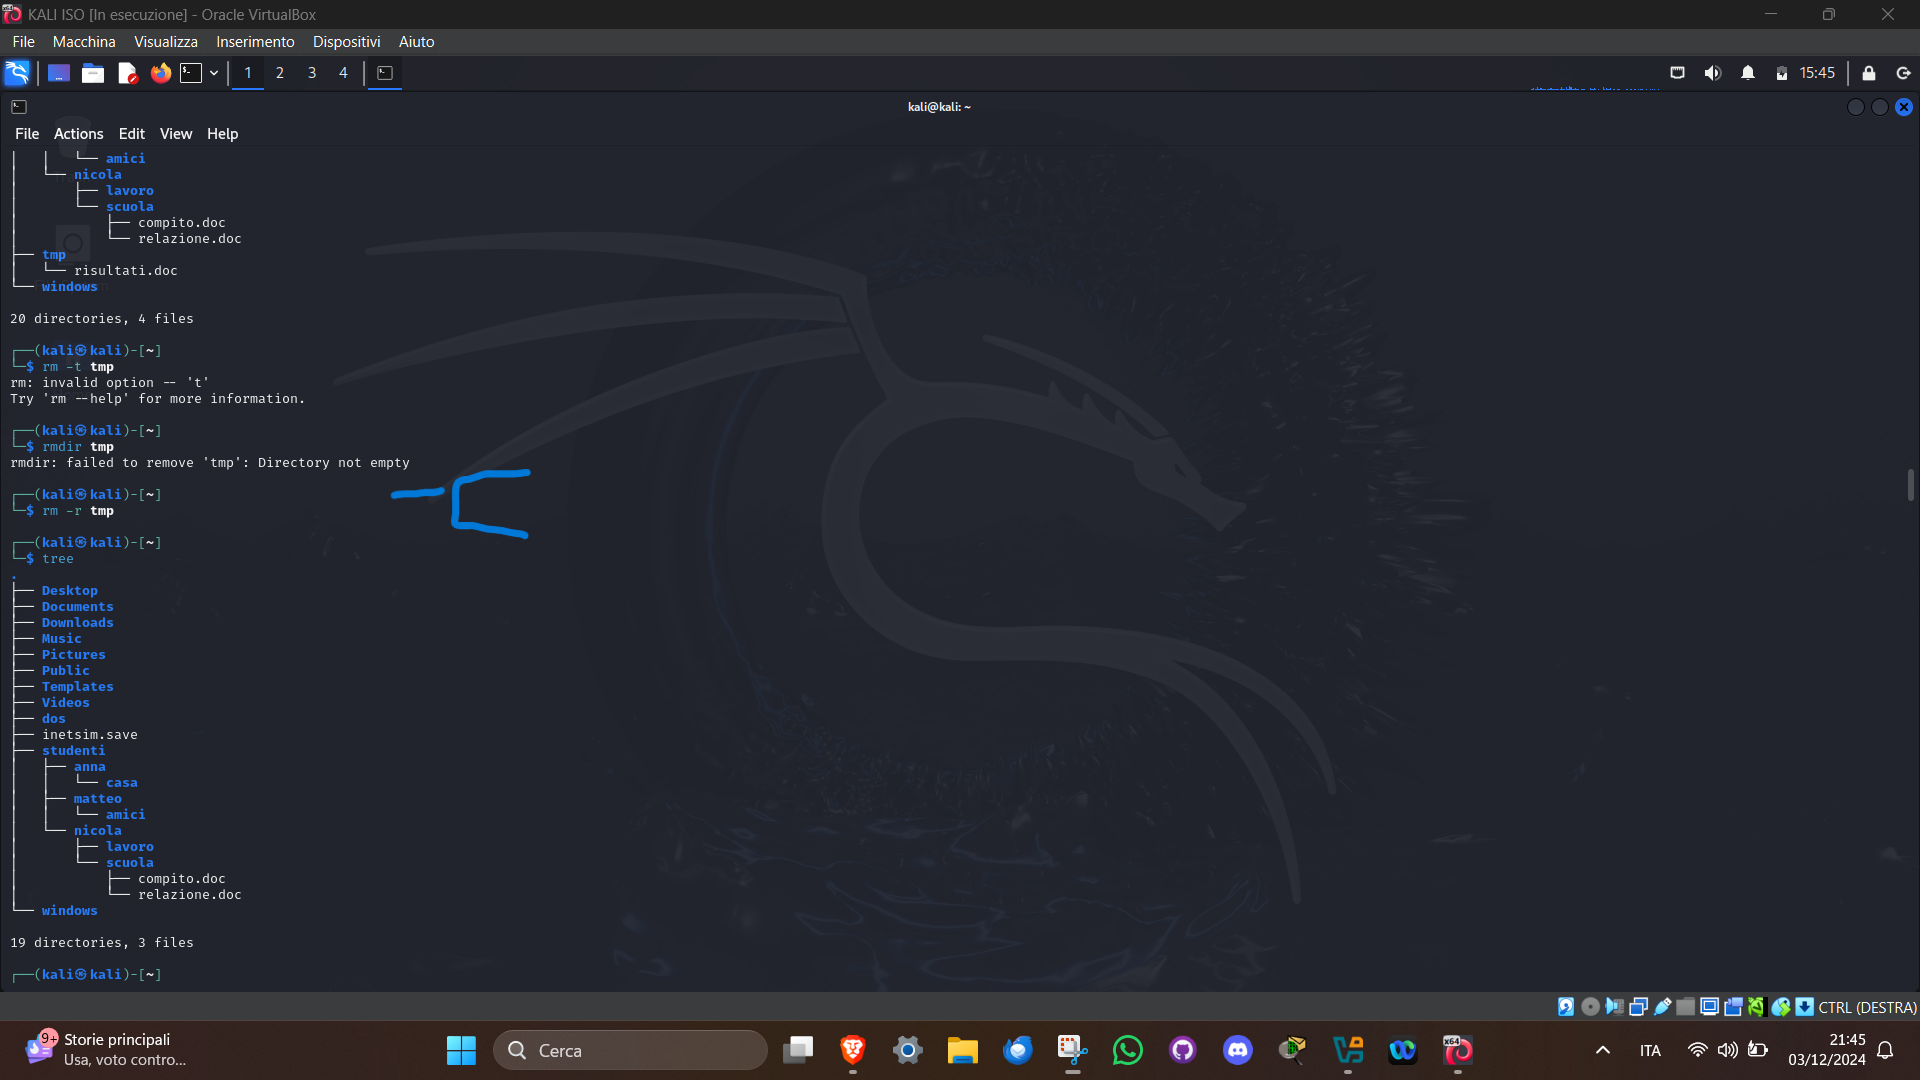 KALI ISO [In esecuzione] - Oracle VirtualBox
File Macchina Visualizza Inserimento Dispositivi Aiuto
1 2 3 4 15:45
kali@kali: ~
File Actions Edit View Help
│   │   └── amici
│   └── nicola
│       ├── lavoro
│       └── scuola
│           ├── compito.doc
│           └── relazione.doc
├── tmp
│   └── risultati.doc
└── windows
20 directories, 4 files
┌──(kali㉿kali)-[~]
└─$ rm -t tmp
rm: invalid option -- 't'
Try 'rm --help' for more information.
┌──(kali㉿kali)-[~]
└─$ rmdir tmp
rmdir: failed to remove 'tmp': Directory not empty
┌──(kali㉿kali)-[~]
└─$ rm -r tmp
┌──(kali㉿kali)-[~]
└─$ tree
.
├── Desktop
├── Documents
├── Downloads
├── Music
├── Pictures
├── Public
├── Templates
├── Videos
├── dos
├── inetsim.save
├── studenti
│   ├── anna
│   │   └── casa
│   ├── matteo
│   │   └── amici
│   └── nicola
│       ├── lavoro
│       └── scuola
│           ├── compito.doc
│           └── relazione.doc
└── windows
19 directories, 3 files
┌──(kali㉿kali)-[~]
CTRL (DESTRA)
9+ Storie principali
Usa, voto contro...
Cerca
x64
ITA
21:45
03/12/2024